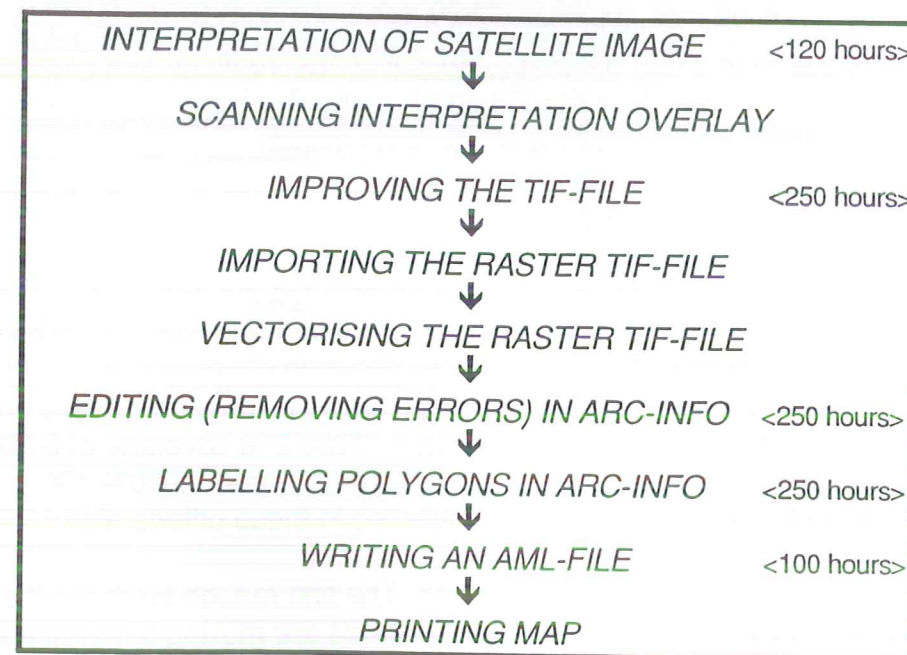 INTERPRETATION OF SATELLITE IMAGE <120 hours>
SCANNING INTERPRETATION OVERLAY
IMPROVING THE TIF-FILE <250 hours>
IMPORTING THE RASTER TIF-FILE
VECTORISING THE RASTER TIF-FILE
EDITING (REMOVING ERRORS) IN ARC-INFO <250 hours>
LABELLING POLYGONS IN ARC-INFO <250 hours>
WRITING AN AML-FILE <100 hours>
PRINTING MAP